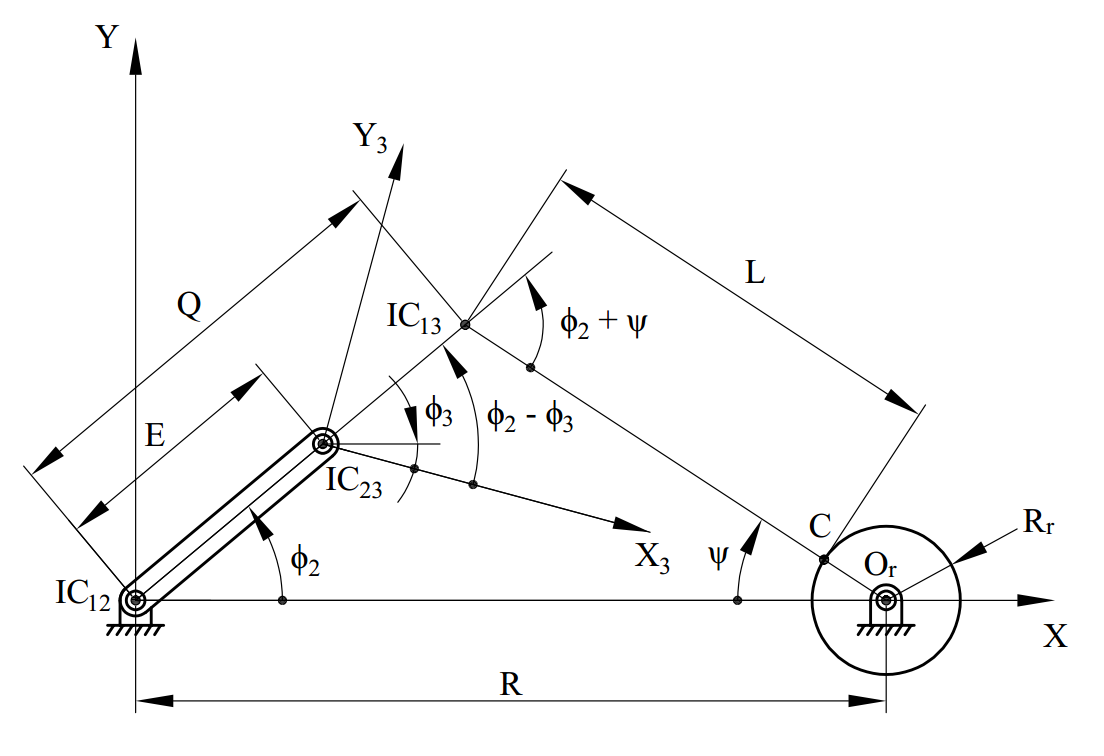 Y
Y₃
Q
L
IC₁₃
ϕ₂ + ψ
E
ϕ₃
ϕ₂ - ϕ₃
IC₂₃
C
Rᵣ
X₃
ψ
Oᵣ
ϕ₂
IC₁₂
X
R